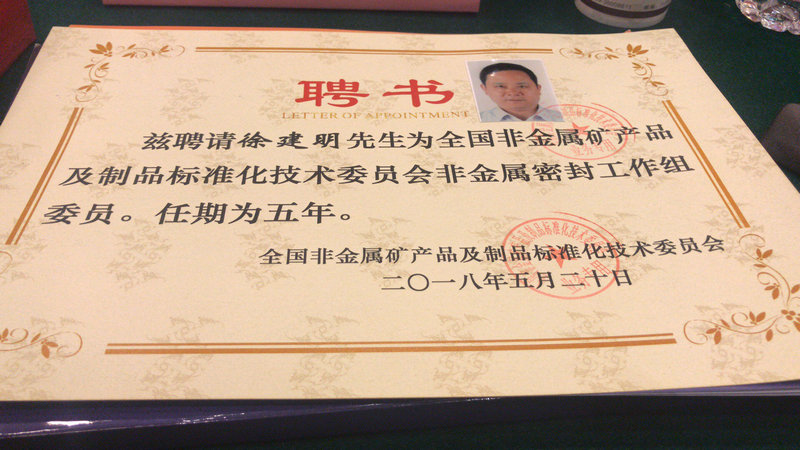 聘书
LETTER OF APPOINTMENT
兹聘请徐建明先生为全国非金属矿产品
及制品标准化技术委员会非金属密封工作组
委员。任期为五年。
全国非金属矿产品及制品标准化技术委员会
二〇一八年五月二十日